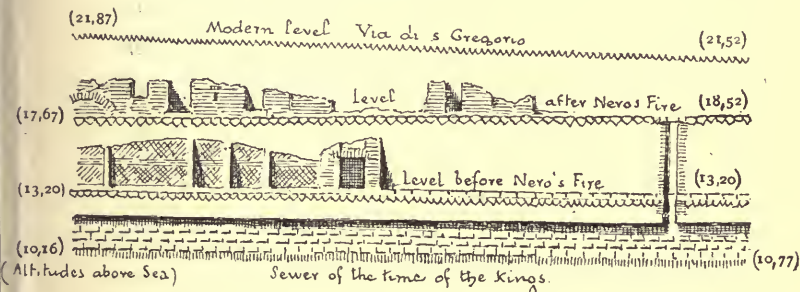 (21,87)
Modern level Via di S Gregorio
(21,52)
level
after Neros Fire
(18,52)
(17,67)
Level before Nero's Fire
(13,20)
(13,20)
(10,16)
(10,77)
(Altitudes above Sea)
Sewer of the time of the Kings.